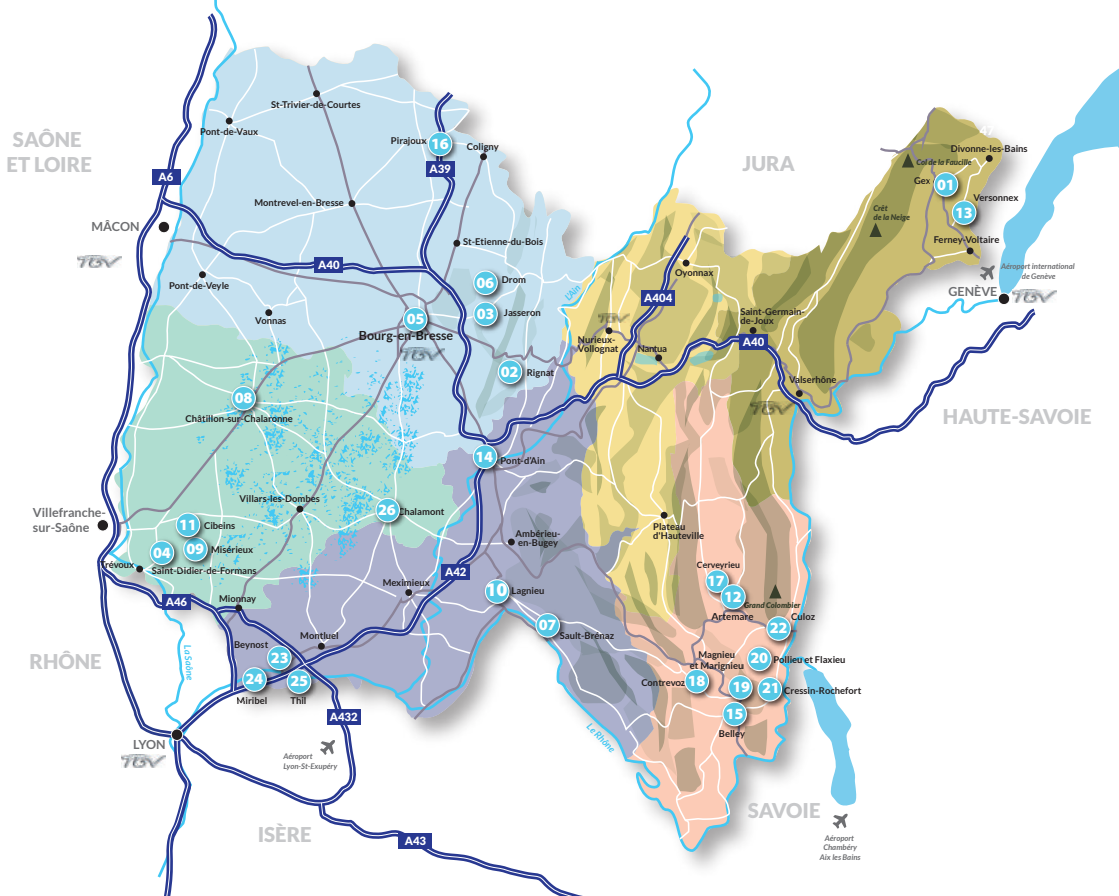 47
SAÔNE
ET LOIRE
St-Trivier-de-Courtes
Pont-de-Vaux
Pirajoux
16
Coligny
A39
A6
JURA
Divonne-les-Bains
Col de la Faucille
Gex
01
Versonnex
13
Crêt
de la Neige
Ferney-Voltaire
Montrevel-en-Bresse
MÂCON
TGV
St-Etienne-du-Bois
A40
Pont-de-Veyle
06
Drom
L'Ain
Oyonnax
Aéroport international
de Genève
GENÈVE
TGV
A404
Vonnas
05
Bourg-en-Bresse
TGV
03
Jasseron
TGV
Nurieux-
Vollognat
Nantua
Saint-Germain-
de-Joux
A40
02
Rignat
Valserhône
TGV
HAUTE-SAVOIE
08
Châtillon-sur-Chalaronne
14
Pont-d'Ain
Villefranche-
sur-Saône
Villars-les-Dombes
26
Chalamont
11
Cibeins
09
Misérieux
04
Saint-Didier-de-Formans
Trévoux
Ambérieu-
en-Bugey
Plateau
d'Hauteville
A42
A46
Mionnay
Meximieux
10
Lagnieu
Cerveyrieu
17
12
Grand Colombier
Artemare
07
Sault-Brénaz
22
Culoz
RHÔNE
La Saône
Montluel
Beynost
23
24
Miribel
25
Thil
Magnieu
et Marignieu
20
Pollieu et Flaxieu
Contrevoz
18
19
21
Cressin-Rochefort
15
Belley
A432
Le Rhône
LYON
TGV
Aéroport
Lyon-St-Exupéry
SAVOIE
ISÈRE
A43
Aéroport
Chambéry
Aix les Bains